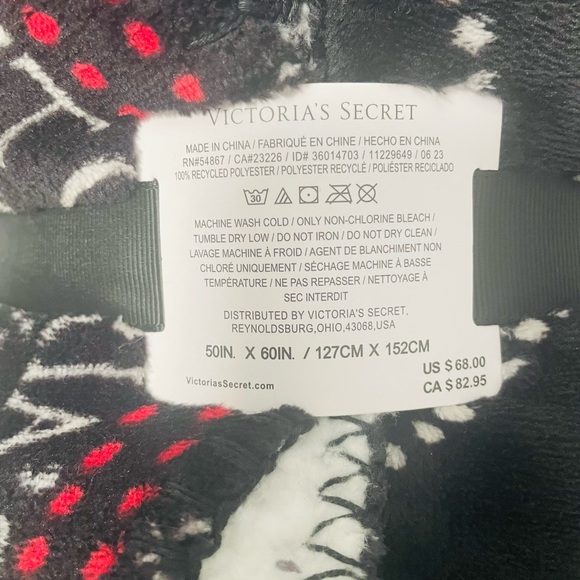 VICTORIA'S SECRET
MADE IN CHINA / FABRIQUÉ EN CHINE / HECHO EN CHINA
RN#54867 / CA#23226 / ID# 36014703 / 11229649 / 06 23
100% RECYCLED POLYESTER / POLYESTER RECYCLÉ / POLIÉSTER RECICLADO
30
MACHINE WASH COLD / ONLY NON-CHLORINE BLEACH /
TUMBLE DRY LOW / DO NOT IRON / DO NOT DRY CLEAN /
LAVAGE MACHINE À FROID / AGENT DE BLANCHIMENT NON
CHLORÉ UNIQUEMENT / SÉCHAGE MACHINE À BASSE
TEMPÉRATURE / NE PAS REPASSER / NETTOYAGE À
SEC INTERDIT
DISTRIBUTED BY VICTORIA'S SECRET,
REYNOLDSBURG,OHIO,43068,USA
50IN. X 60IN. / 127CM X 152CM
US $ 68.00
VictoriasSecret.com
CA $ 82.95